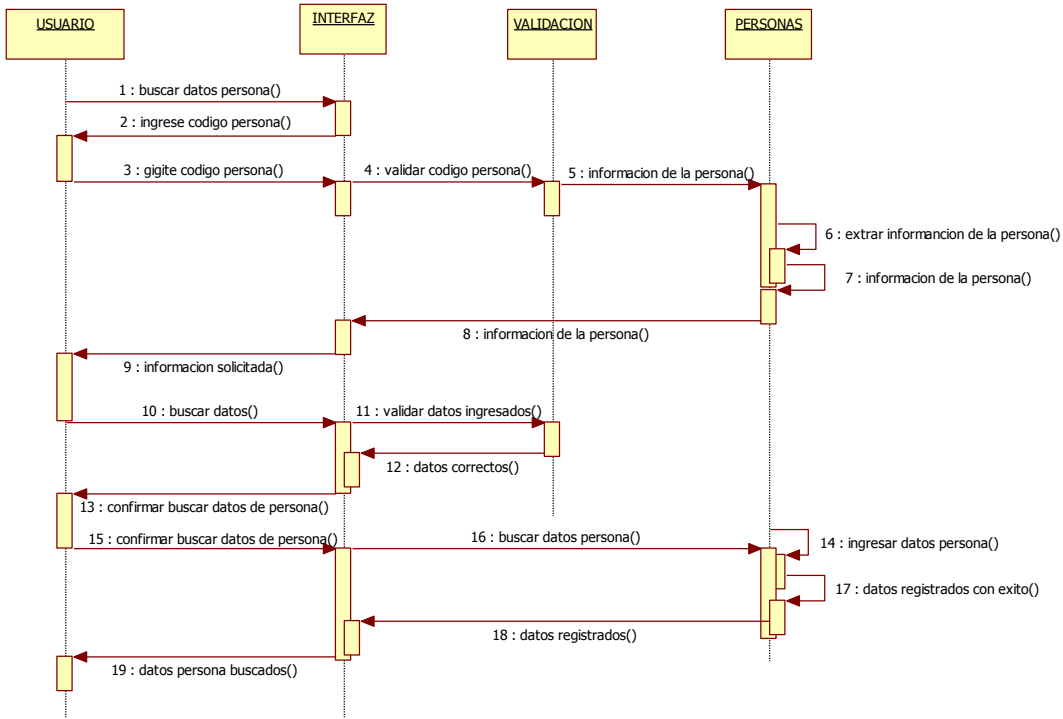 USUARIO
INTERFAZ
VALIDACION
PERSONAS
1 : buscar datos persona()
2 : ingrese codigo persona()
3 : gigite codigo persona()
4 : validar codigo persona()
5 : informacion de la persona()
6 : extrar informancion de la persona()
7 : informacion de la persona()
8 : informacion de la persona()
9 : informacion solicitada()
10 : buscar datos()
11 : validar datos ingresados()
12 : datos correctos()
13 : confirmar buscar datos de persona()
15 : confirmar buscar datos de persona()
16 : buscar datos persona()
14 : ingresar datos persona()
17 : datos registrados con exito()
18 : datos registrados()
19 : datos persona buscados()